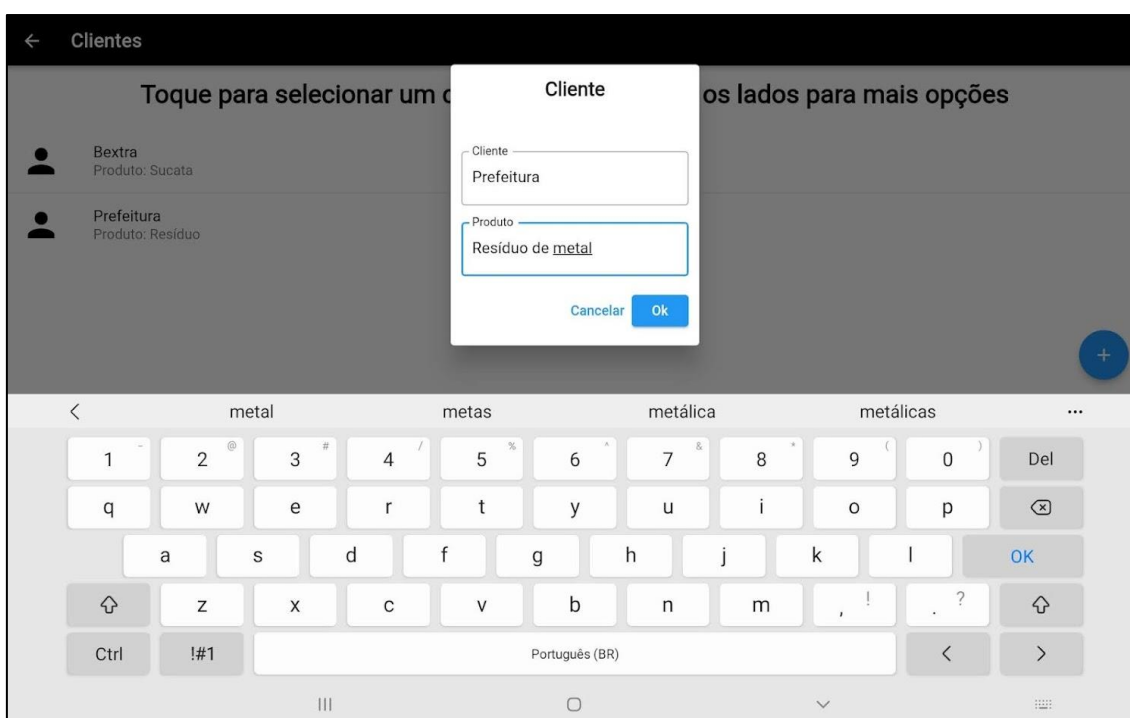 Clientes
Toque para selecionar um c
os lados para mais opções
Bextra
Produto: Sucata
Prefeitura
Produto: Resíduo
Cliente
Cliente
Prefeitura
Produto
Resíduo de metal
Cancelar Ok
metal metas metálica metálicas ...
1 - 2 @ 3 # 4 / 5 % 6 ^ 7 & 8 * 9 ( 0 ) Del
q w e r t y u i o p
a s d f g h j k l OK
z x c v b n m , ! . ?
Ctrl !#1 Português (BR) < >